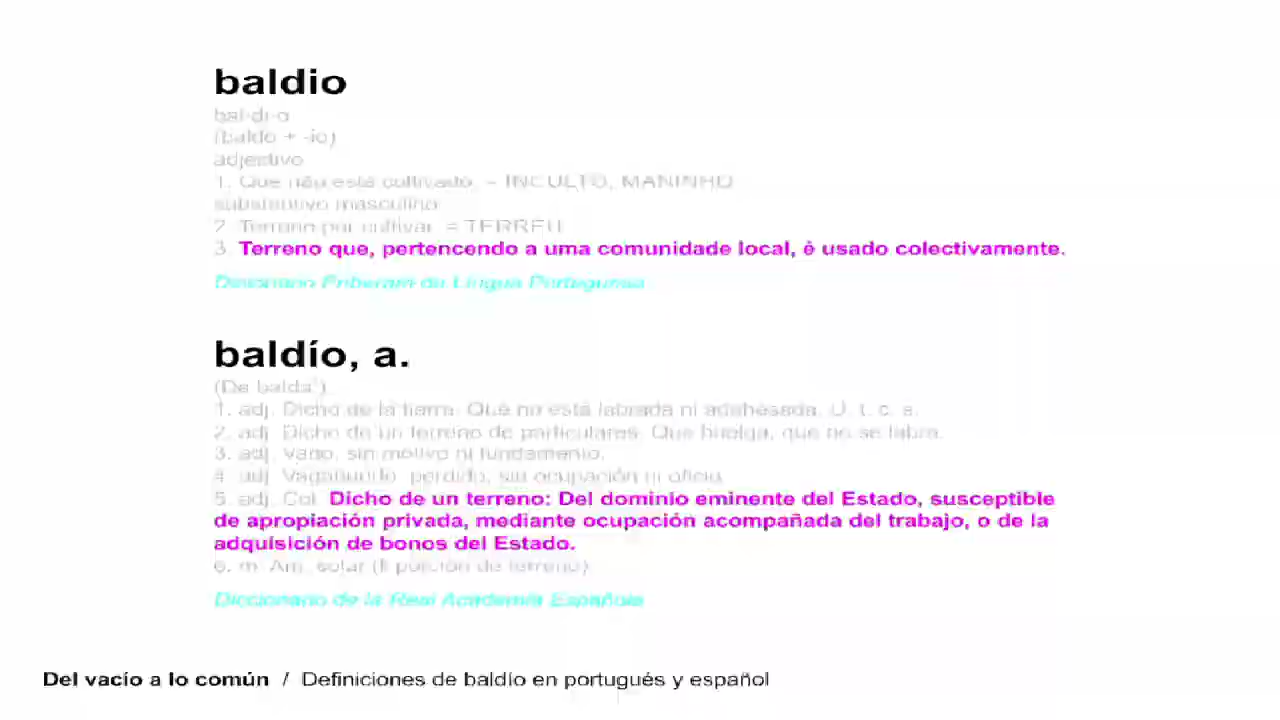 baldio
bal·di·o
(baldo + -io)
adjectivo
1. Que não está cultivado. = INCULTO, MANINHO
substantivo masculino
2. Terreno por cultivar. = TERREU
3. Terreno que, pertencendo a uma comunidade local, é usado colectivamente.
Dicionário Priberam da Língua Portuguesa
baldío, a.
(De balda¹).
1. adj. Dicho de la tierra: Que no está labrada ni adehesada. U. t. c. s.
2. adj. Dicho de un terreno de particulares: Que huelga, que no se labra.
3. adj. Vano, sin motivo ni fundamento.
4. adj. Vagabundo, perdido, sin ocupación ni oficio.
5. adj. Col. Dicho de un terreno: Del dominio eminente del Estado, susceptible
de apropiación privada, mediante ocupación acompañada del trabajo, o de la
adquisición de bonos del Estado.
6. m. Am. solar (‖ porción de terreno).
Diccionario de la Real Academia Española
Del vacío a lo común / Definiciones de baldío en portugués y español